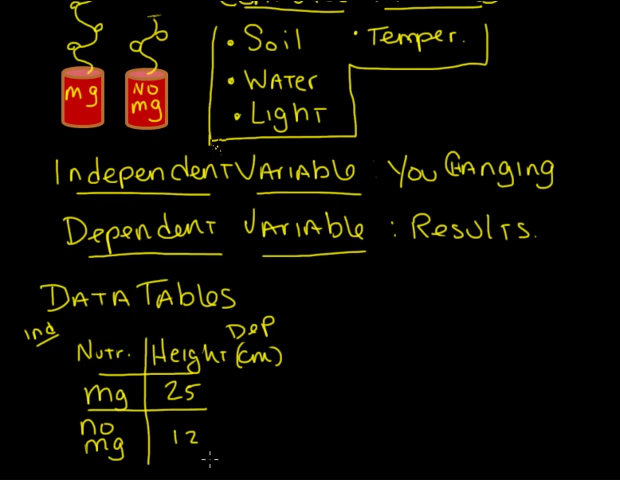 • Soil • Temper.
• Water
• Light
mg
NO mg
Independent Variable : You Changing
Dependent Variable : Results.
Data Tables
Ind
Dep
Nutr. Height (cm)
mg 25
no mg 12